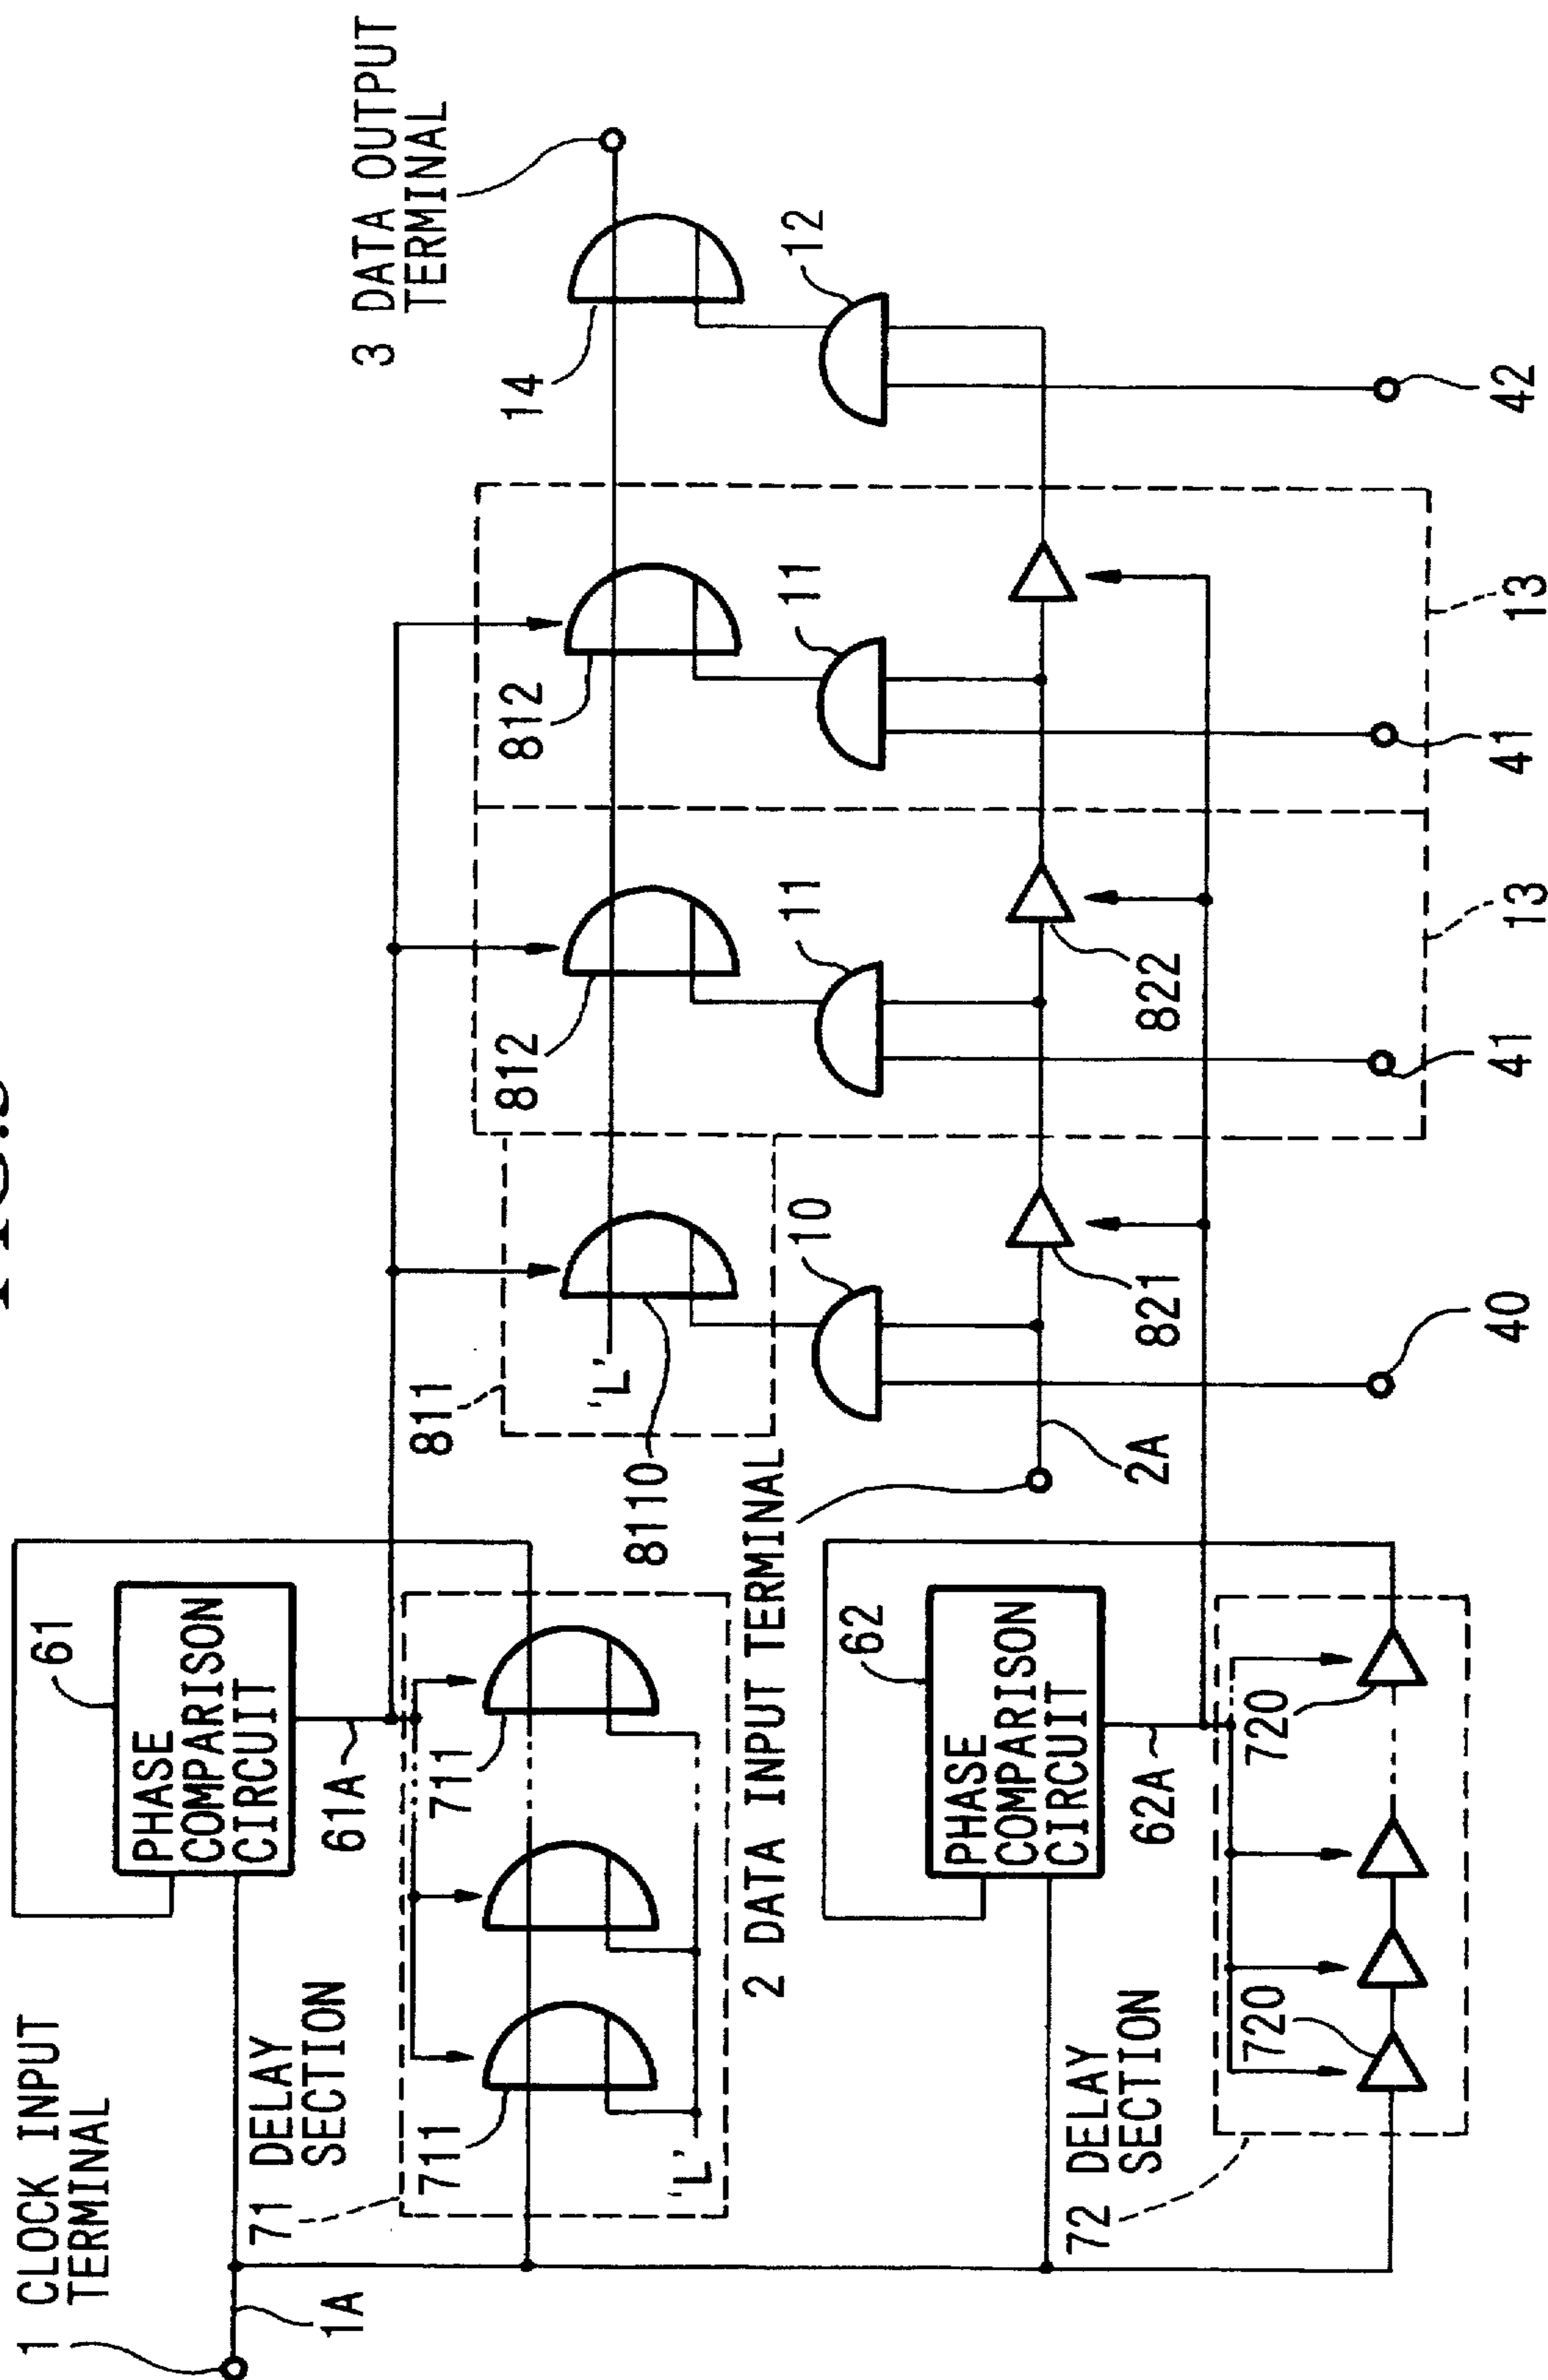 1 CLOCK INPUT
TERMINAL
1A
71 DELAY
SECTION
711
711
'L'
61
PHASE
COMPARISON
CIRCUIT
61A
72 DELAY
SECTION
720
720
62
PHASE
COMPARISON
CIRCUIT
62A
2 DATA INPUT TERMINAL
2A
811
8110
'L'
10
821
40
812
11
822
41
13
812
11
41
13
14
12
42
3 DATA OUTPUT
TERMINAL